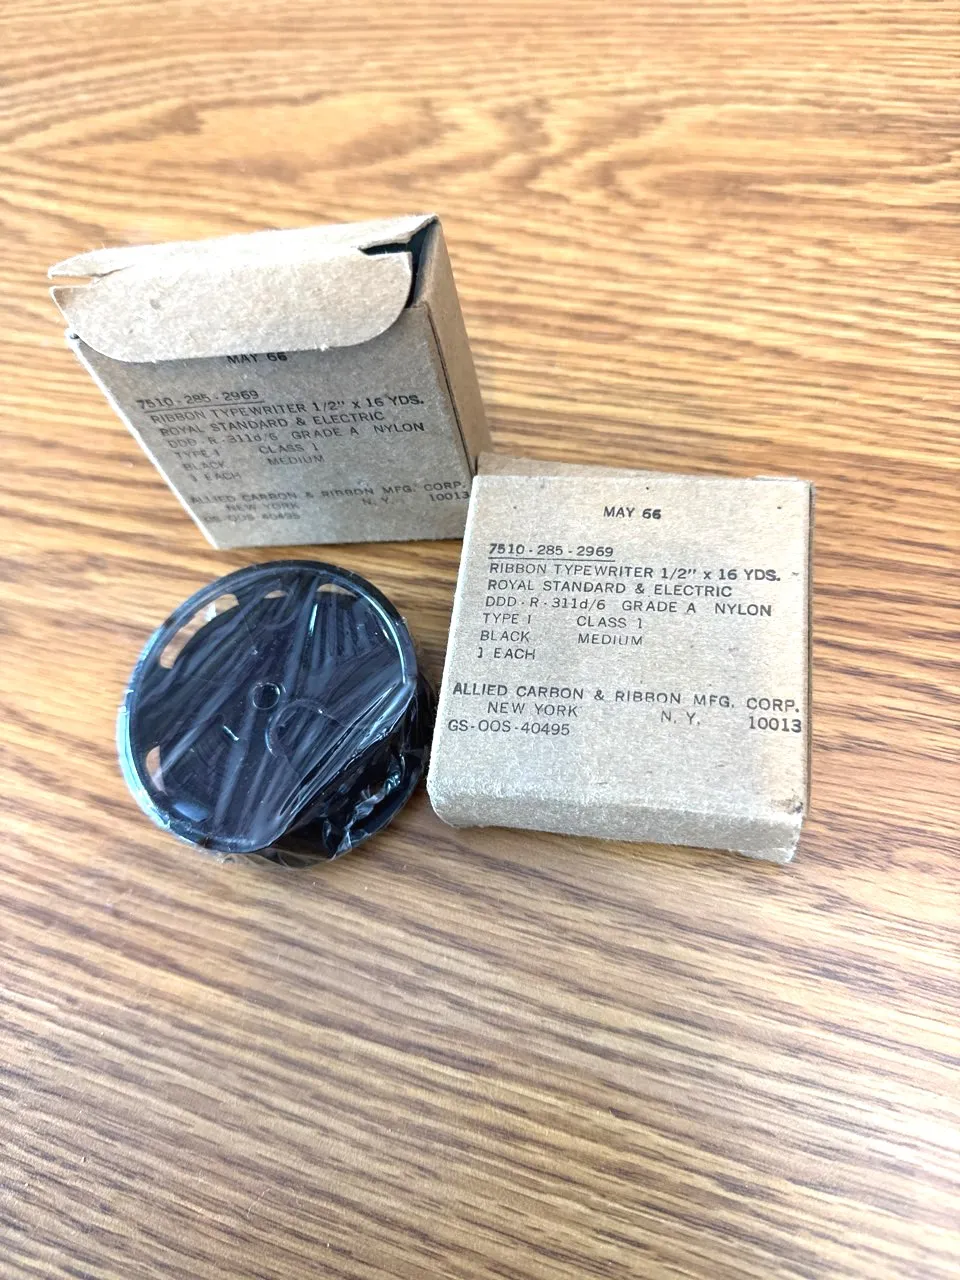 MAY 66
7510-285-2969
RIBBON TYPEWRITER 1/2" x 16 YDS.
ROYAL STANDARD & ELECTRIC
DDD-R-311d/6 GRADE A NYLON
TYPE I CLASS 1
BLACK MEDIUM
1 EACH
ALLIED CARBON & RIBBON MFG. CORP.
NEW YORK N. Y. 10013
GS-OOS-40495
MAY 66
7510-285-2969
RIBBON TYPEWRITER 1/2" x 16 YDS.
ROYAL STANDARD & ELECTRIC
DDD-R-311d/6 GRADE A NYLON
TYPE I CLASS 1
BLACK MEDIUM
1 EACH
ALLIED CARBON & RIBBON MFG. CORP.
NEW YORK N. Y. 10013
GS-OOS-40495